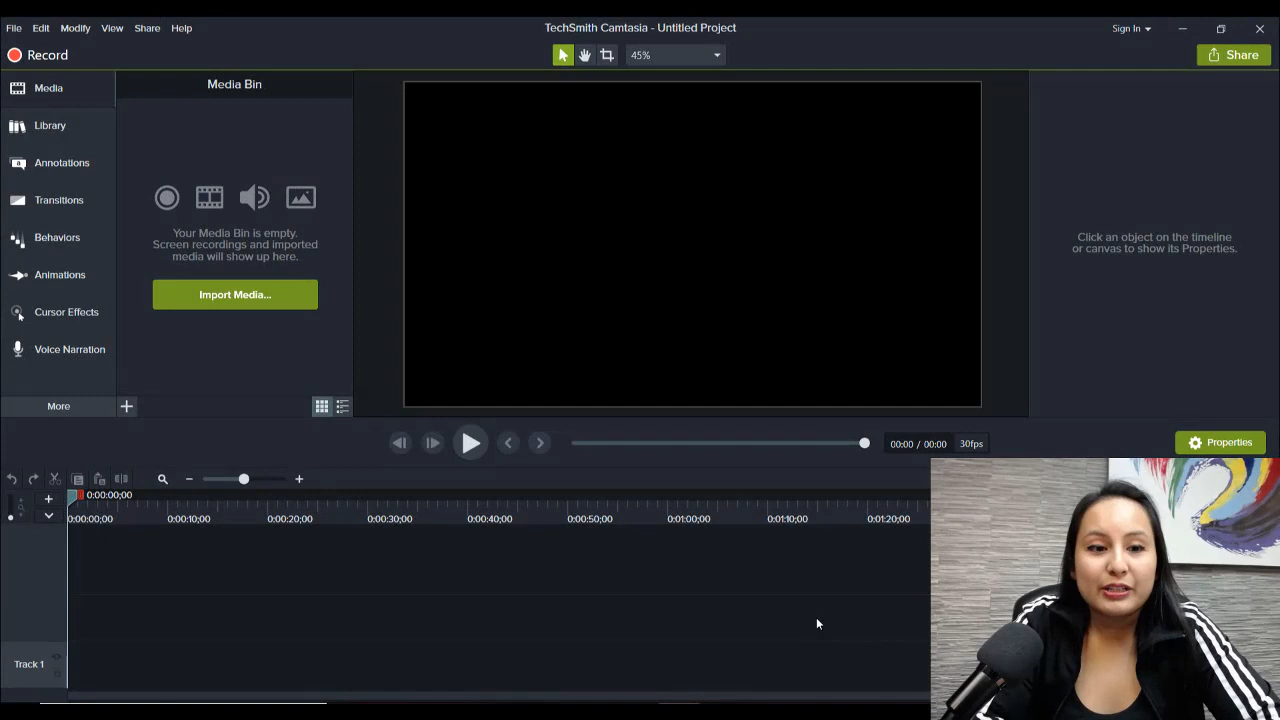 TechSmith Camtasia - Untitled Project
File Edit Modify View Share Help
Sign In
Record
45%
Share
Media
Library
Annotations
Transitions
Behaviors
Animations
Cursor Effects
Voice Narration
More
Media Bin
Your Media Bin is empty.
Screen recordings and imported
media will show up here.
Import Media...
Click an object on the timeline
or canvas to show its Properties.
00:00 / 00:00
30fps
Properties
0:00:00;00
0:00:00;00 0:00:10;00 0:00:20;00 0:00:30;00 0:00:40;00 0:00:50;00 0:01:00;00 0:01:10;00 0:01:20;00
Track 1